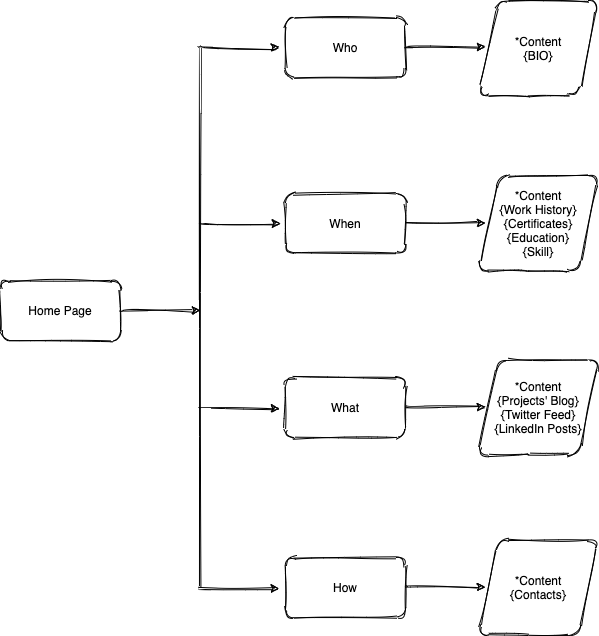 Who
*Content
{BIO}
When
*Content
{Work History}
{Certificates}
{Education}
{Skill}
Home Page
What
*Content
{Projects' Blog}
{Twitter Feed}
{LinkedIn Posts}
How
*Content
{Contacts}